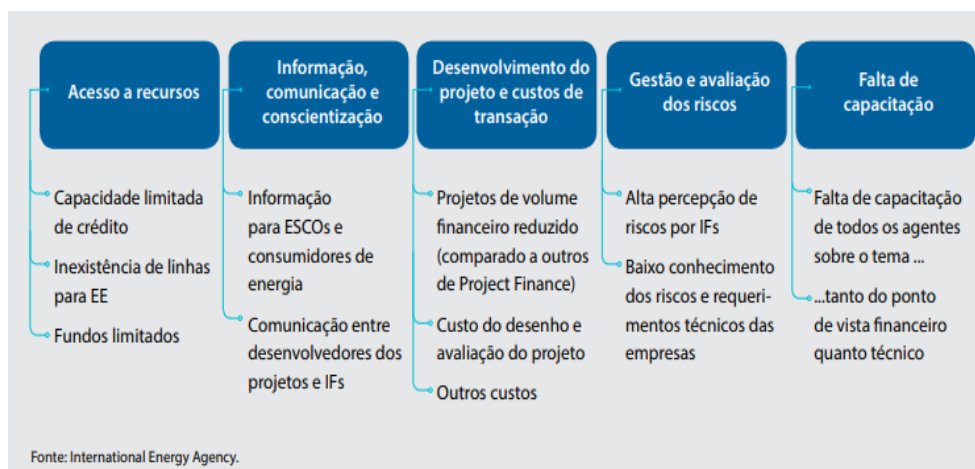 Acesso a recursos
Capacidade limitada
de crédito
Inexistência de linhas
para EE
Fundos limitados
Informação,
comunicação e
conscientização
Informação
para ESCOs e
consumidores de
energia
Comunicação entre
desenvolvedores dos
projetos e IFs
Desenvolvimento do
projeto e custos de
transação
Projetos de volume
financeiro reduzido
(comparado a outros
de Project Finance)
Custo do desenho e
avaliação do projeto
Outros custos
Gestão e avaliação
dos riscos
Alta percepção de
riscos por IFs
Baixo conhecimento
dos riscos e requeri-
mentos técnicos das
empresas
Falta de
capacitação
Falta de capacitação
de todos os agentes
sobre o tema ...
...tanto do ponto
de vista financeiro
quanto técnico
Fonte: International Energy Agency.